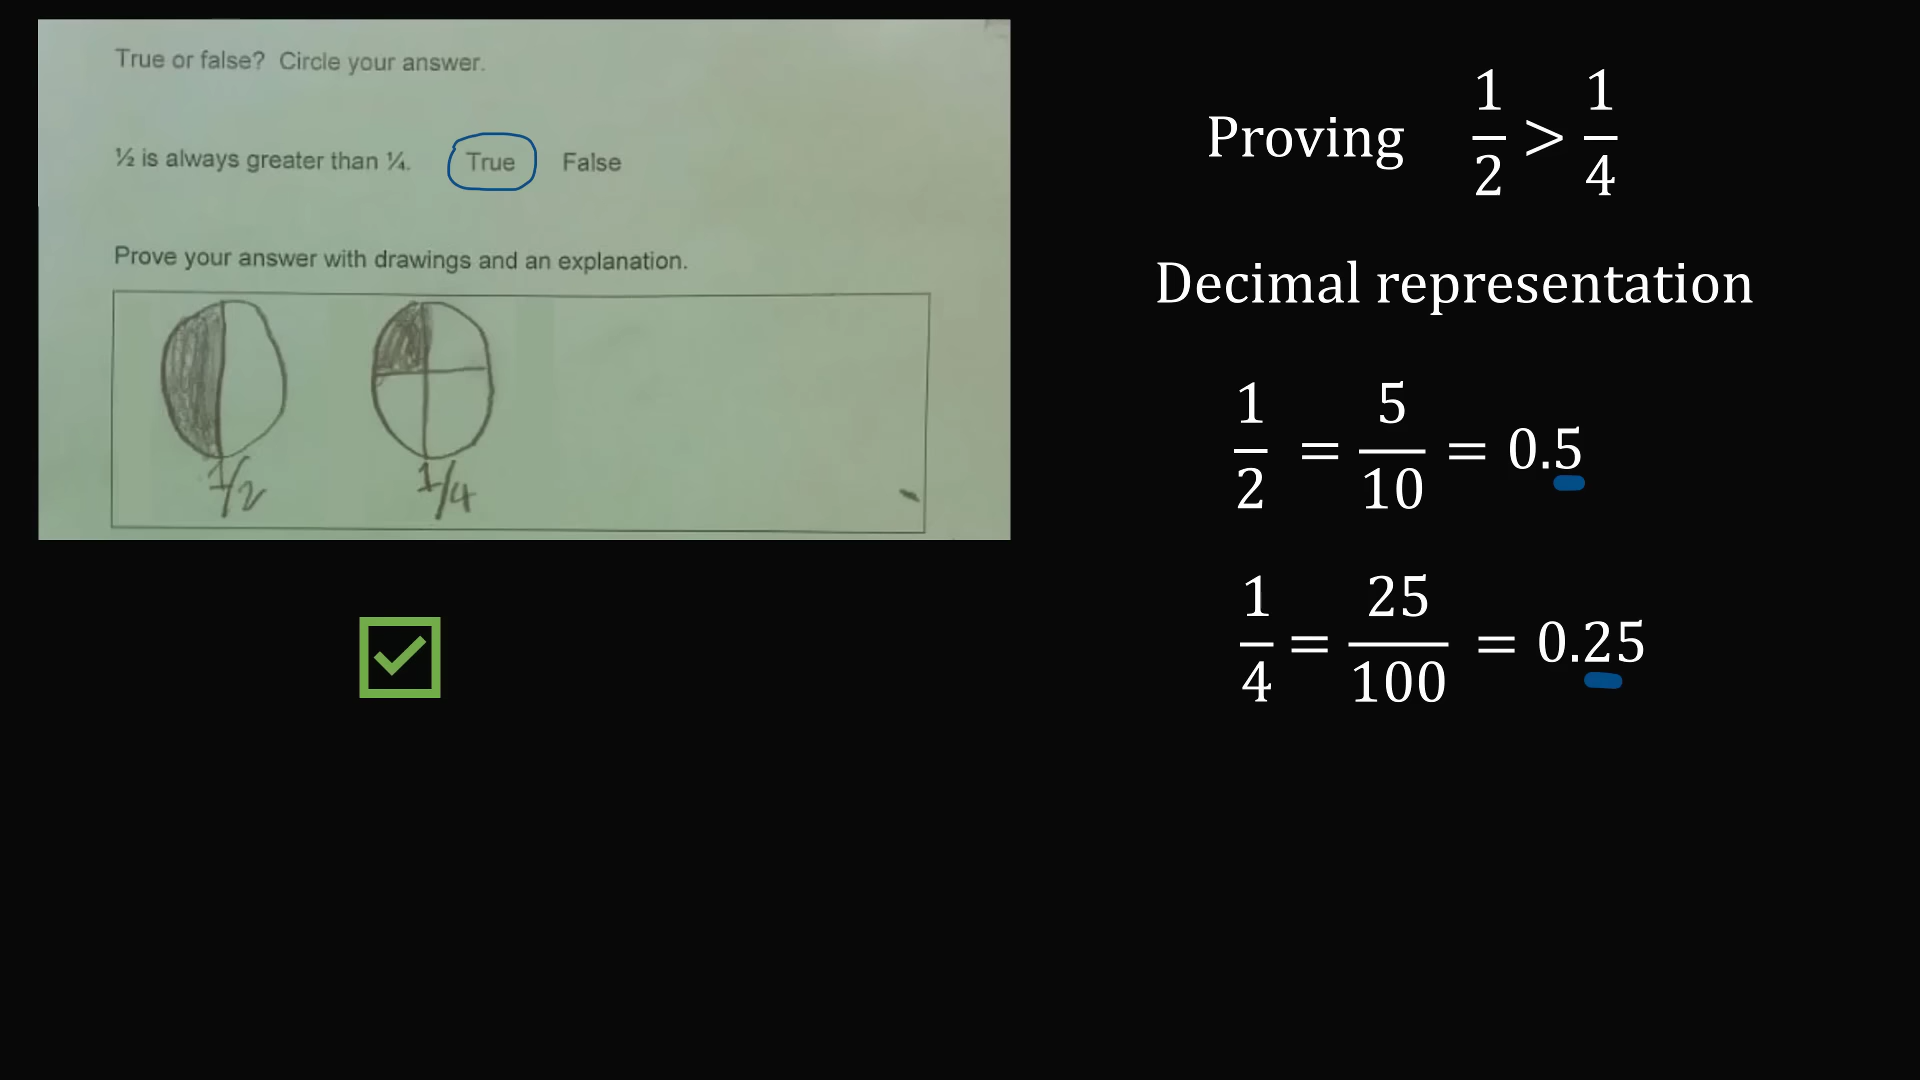 True or false? Circle your answer.
½ is always greater than ¼. True False
Prove your answer with drawings and an explanation.
1/2 1/4
Proving 1/2 > 1/4
Decimal representation
1/2 = 5/10 = 0.5
1/4 = 25/100 = 0.25